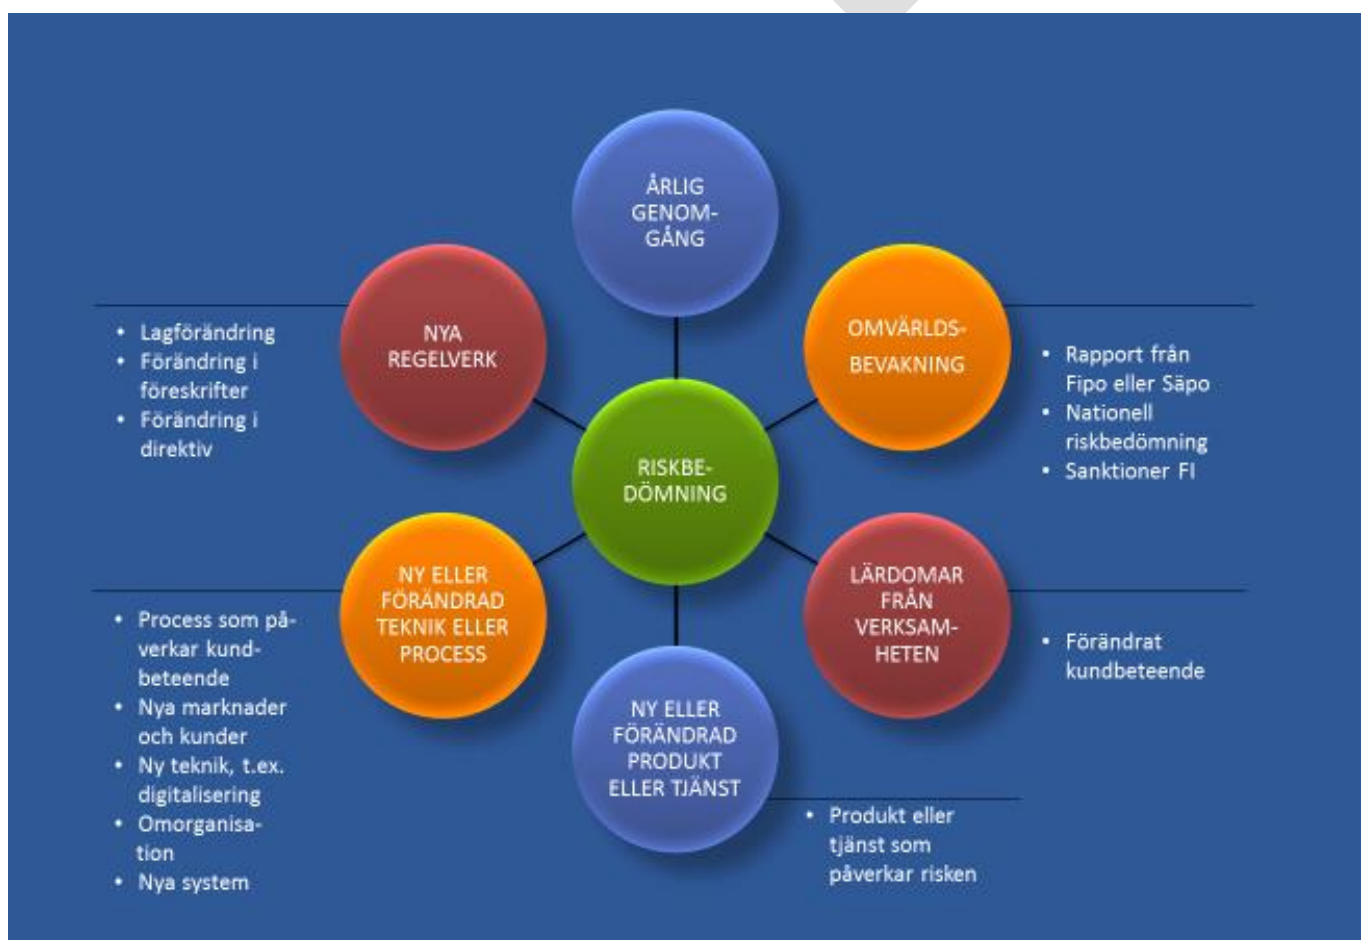 ÅRLIG
GENOM-
GÅNG
NYA
REGELVERK
• Lagförändring
• Förändring i
föreskrifter
• Förändring i
direktiv
OMVÄRLDS-
BEVAKNING
• Rapport från
Fipo eller Säpo
• Nationell
riskbedömning
• Sanktioner FI
RISKBE-
DÖMNING
NY ELLER
FÖRÄNDRAD
TEKNIK ELLER
PROCESS
• Process som på-
verkar kund-
beteende
• Nya marknader
och kunder
• Ny teknik, t.ex.
digitalisering
• Omorganisa-
tion
• Nya system
LÄRDOMAR
FRÅN
VERKSAM-
HETEN
• Förändrat
kundbeteende
NY ELLER
FÖRÄNDRAD
PRODUKT
ELLER TJÄNST
• Produkt eller
tjänst som
påverkar risken